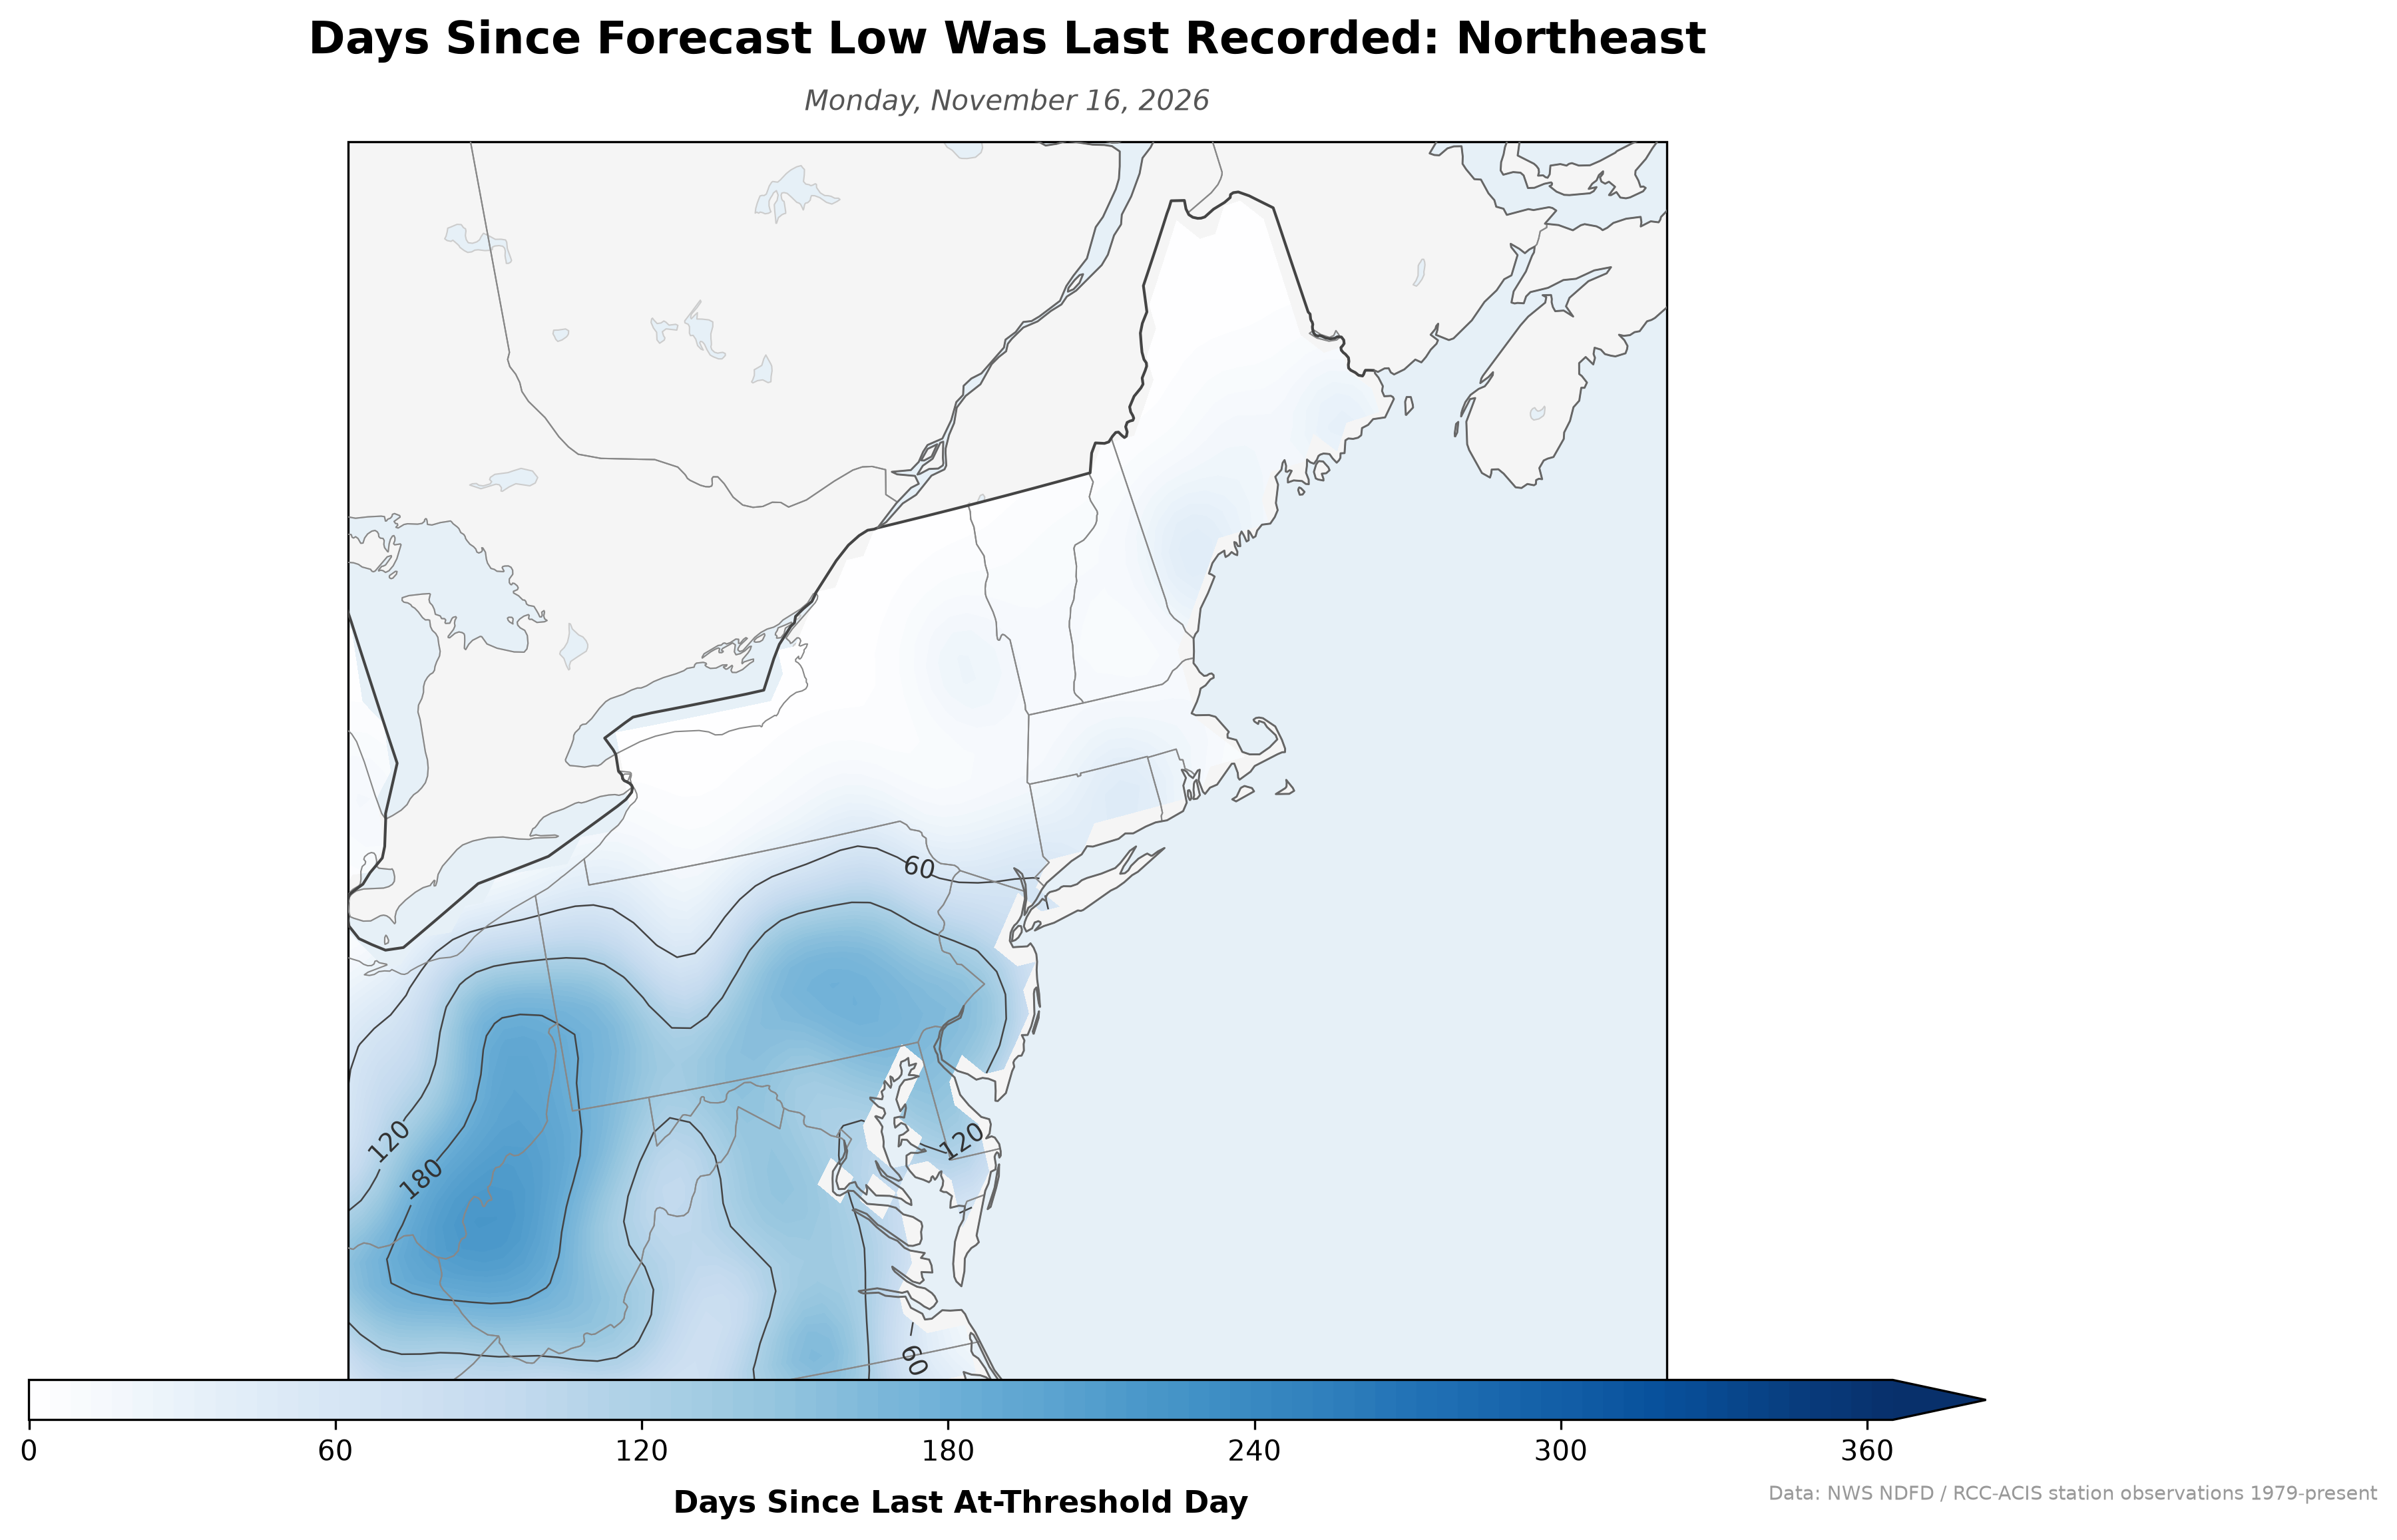 Days Since Forecast Low Was Last Recorded: Northeast
Monday, November 16, 2026
60
120
180
120
60
0 60 120 180 240 300 360
Days Since Last At-Threshold Day
Data: NWS NDFD / RCC-ACIS station observations 1979-present